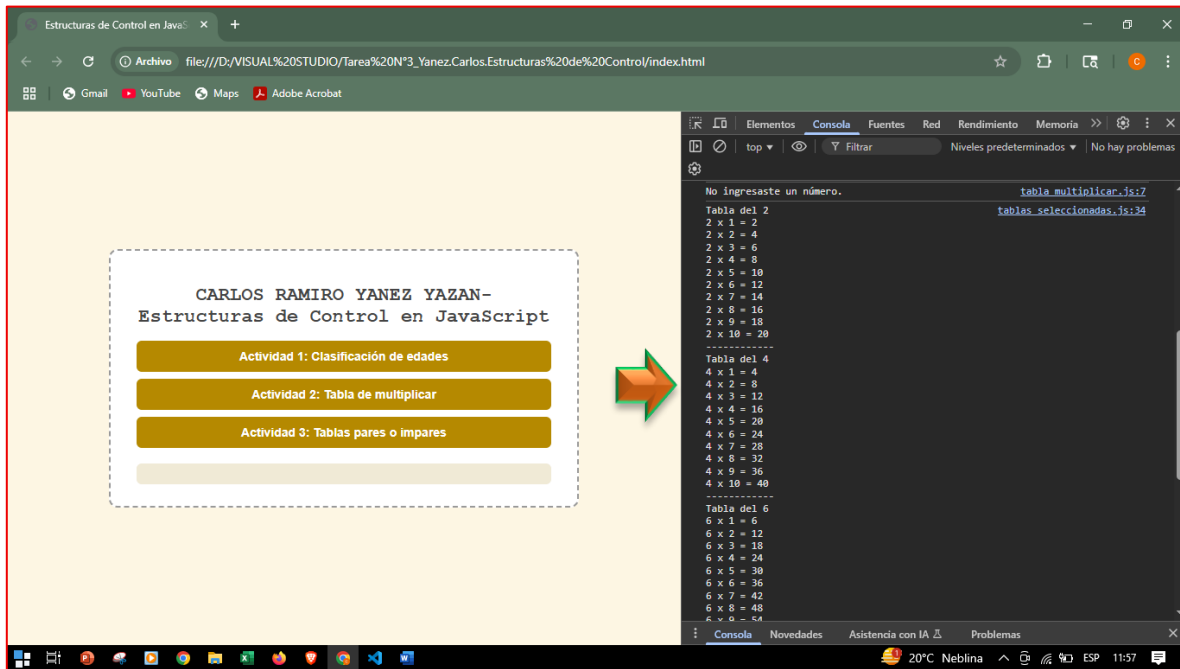 Estructuras de Control en JavaS
Archivo file:///D:/VISUAL%20STUDIO/Tarea%20N°3_Yanez.Carlos.Estructuras%20de%20Control/index.html
C
Gmail YouTube Maps Adobe Acrobat
CARLOS RAMIRO YANEZ YAZAN-
Estructuras de Control en JavaScript
Actividad 1: Clasificación de edades
Actividad 2: Tabla de multiplicar
Actividad 3: Tablas pares o impares
Elementos Consola Fuentes Red Rendimiento Memoria
top Filtrar Niveles predeterminados No hay problemas
No ingresaste un número. tabla multiplicar.js:7
Tabla del 2 tablas seleccionadas.js:34
2 x 1 = 2
2 x 2 = 4
2 x 3 = 6
2 x 4 = 8
2 x 5 = 10
2 x 6 = 12
2 x 7 = 14
2 x 8 = 16
2 x 9 = 18
2 x 10 = 20
------------
Tabla del 4
4 x 1 = 4
4 x 2 = 8
4 x 3 = 12
4 x 4 = 16
4 x 5 = 20
4 x 6 = 24
4 x 7 = 28
4 x 8 = 32
4 x 9 = 36
4 x 10 = 40
------------
Tabla del 6
6 x 1 = 6
6 x 2 = 12
6 x 3 = 18
6 x 4 = 24
6 x 5 = 30
6 x 6 = 36
6 x 7 = 42
6 x 8 = 48
6 x 9 = 54
Consola Novedades Asistencia con IA Problemas
20°C Neblina ESP 11:57